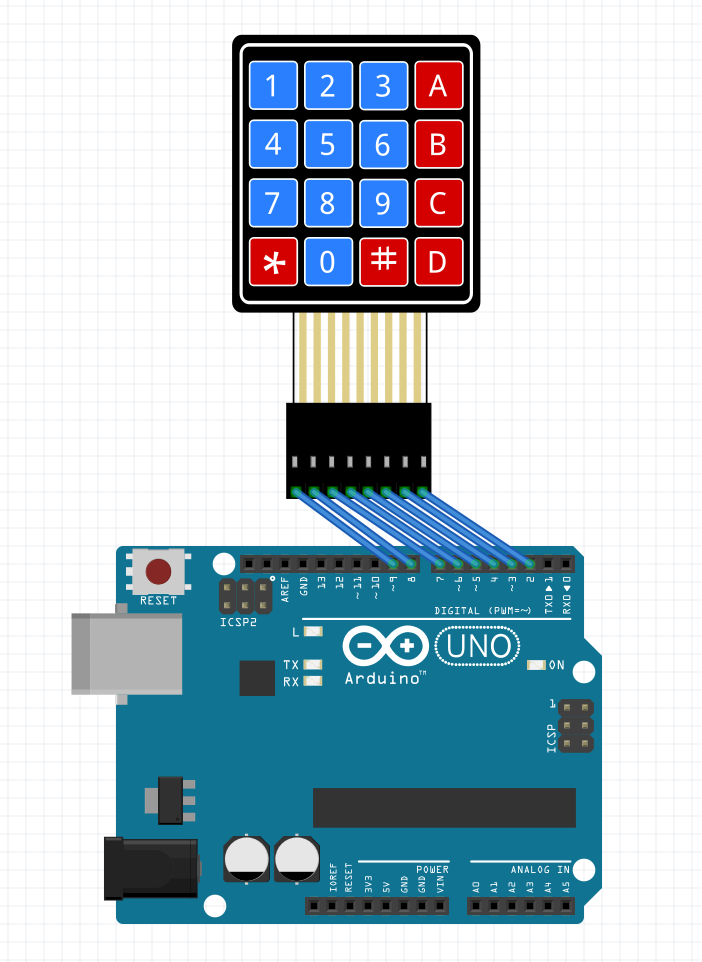 1 2 3 A
4 5 6 B
7 8 9 C
* 0 # D
RESET
ICSP2
AREF
GND
13
12
~11
~10
~9
8
7
~6
~5
4
~3
2
TX0▶1
RX0◀0
DIGITAL (PWM=~)
L
TX
RX
UNO
Arduino™
ON
1
ICSP
POWER
ANALOG IN
IOREF
RESET
3V3
5V
GND
GND
VIN
A0
A1
A2
A3
A4
A5